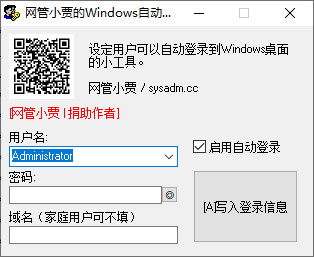 网管小贾的Windows自动...
设定用户可以自动登录到Windows桌面
的小工具。
网管小贾 / sysadm.cc
[网管小贾 | 捐助作者]
用户名:
Administrator
启用自动登录
密码:
[A]写入登录信息
域名（家庭用户可不填）